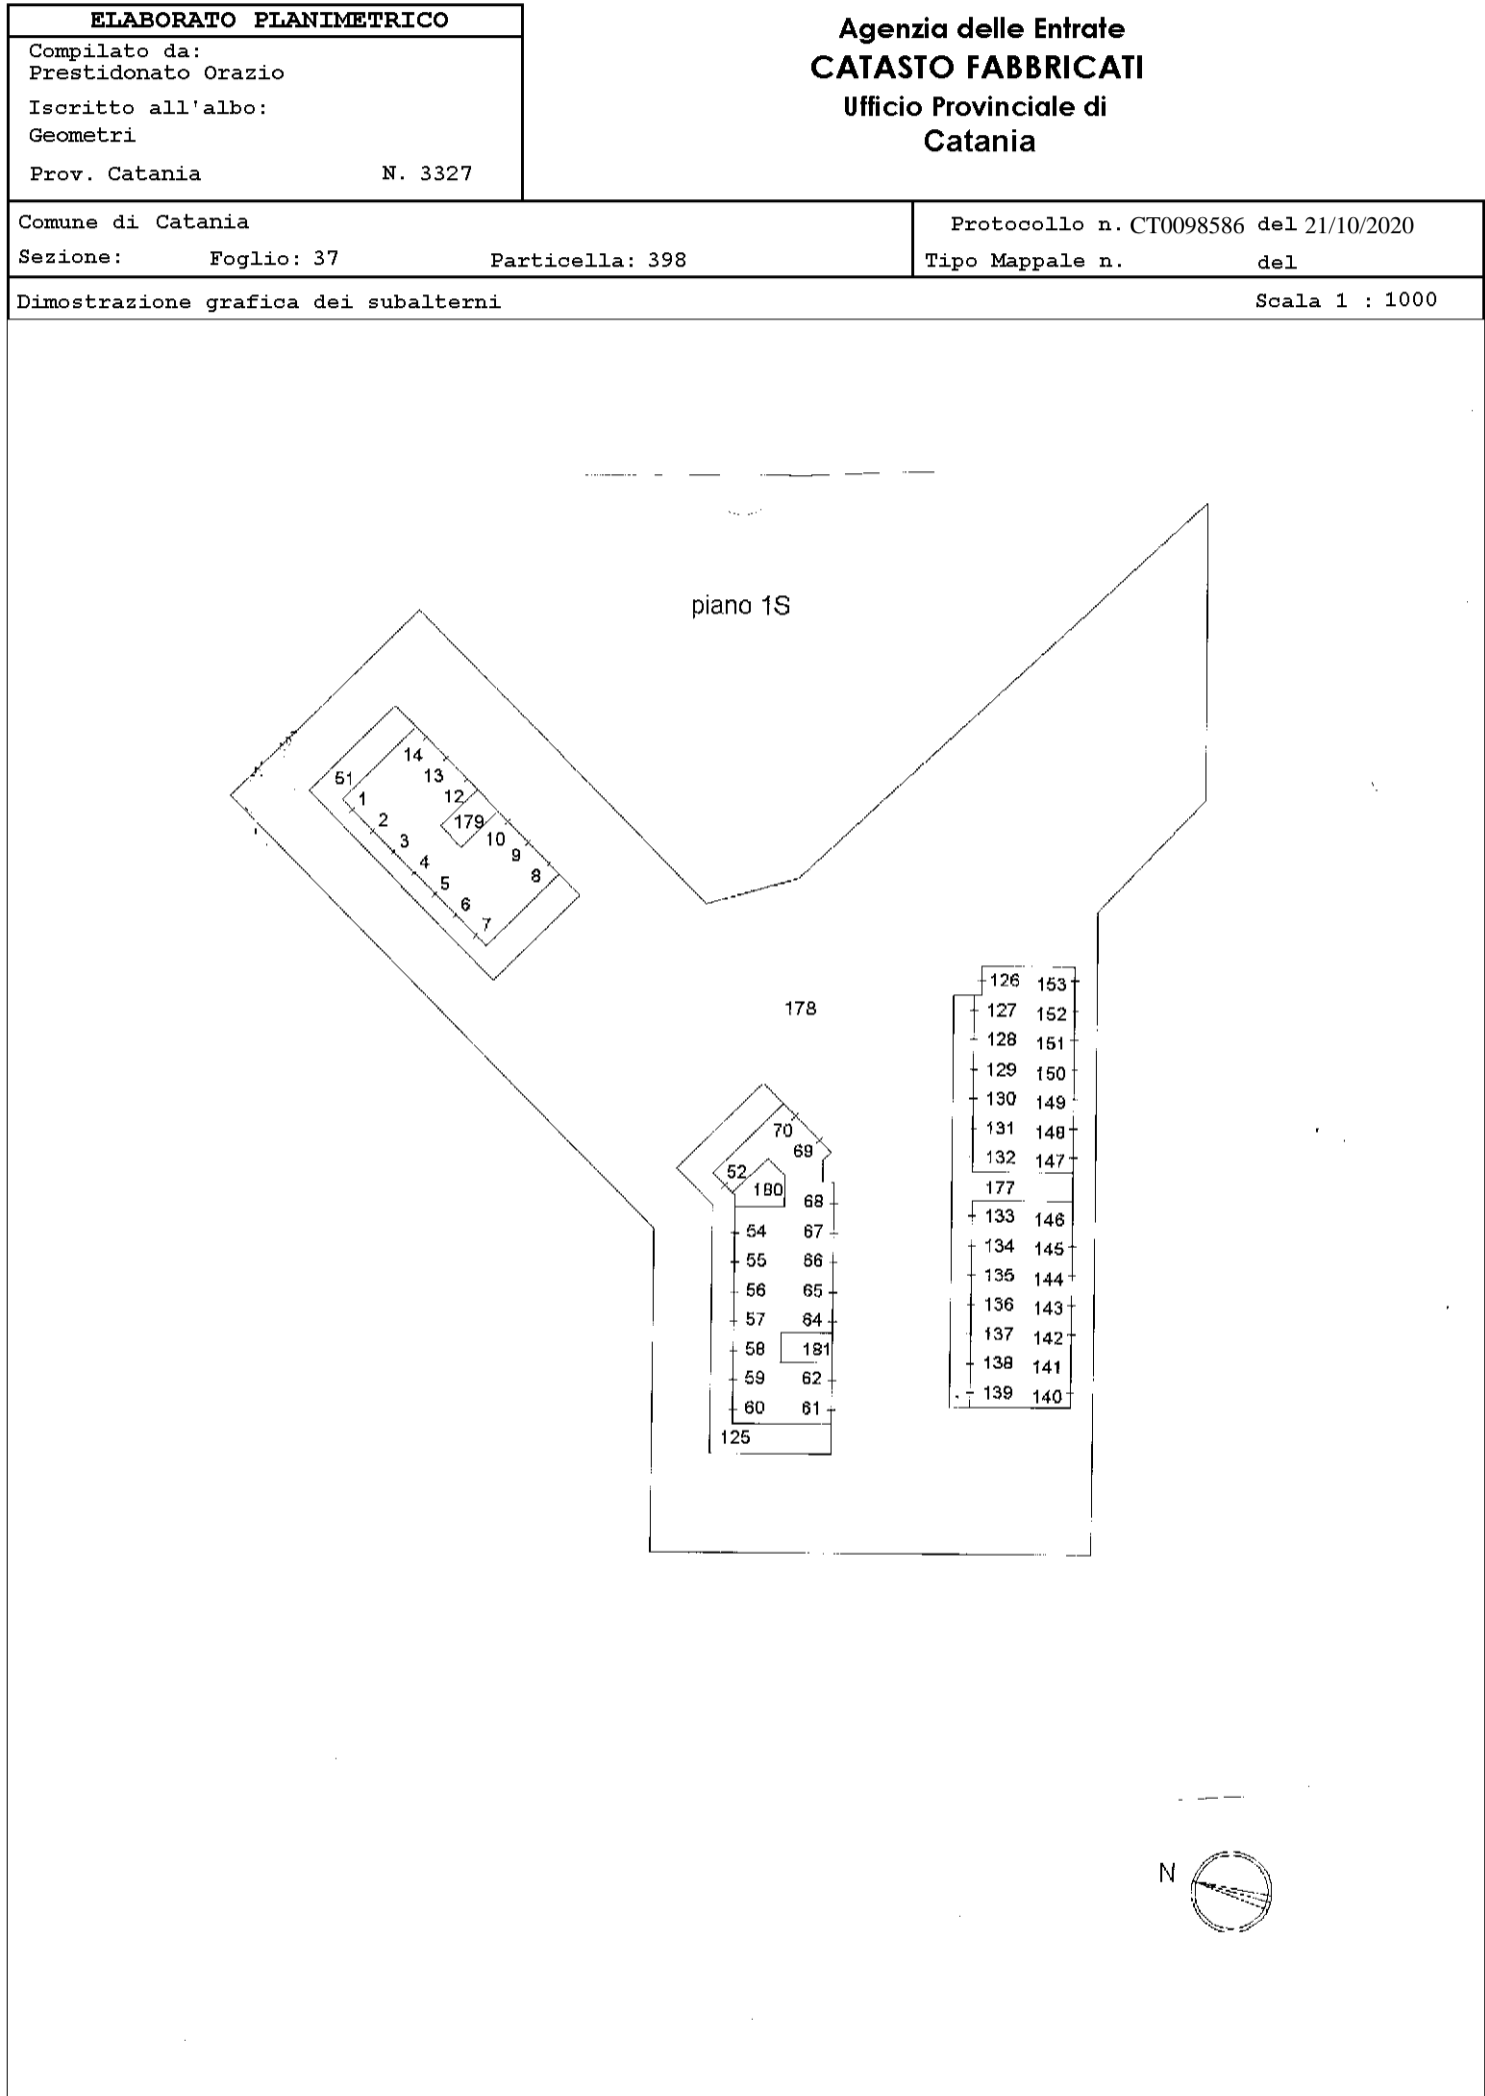 ELABORATO PLANIMETRICO
Compilato da:
Prestidonato Orazio
Iscritto all'albo:
Geometri
Prov. Catania N. 3327
Agenzia delle Entrate
CATASTO FABBRICATI
Ufficio Provinciale di
Catania
Comune di Catania
Sezione: Foglio: 37 Particella: 398
Protocollo n. CT0098586 del 21/10/2020
Tipo Mappale n. del
Dimostrazione grafica dei subalterni Scala 1 : 1000
piano 1S
14
51 13
1 12
2 179
3 10
4 9
5 8
6
7
178
126 153
127 152
128 151
129 150
130 149
131 148
132 147
177
133 146
134 145
135 144
136 143
137 142
138 141
139 140
70
69
52
180
68
54 67
55 66
56 65
57 64
58 181
59 62
60 61
125
N